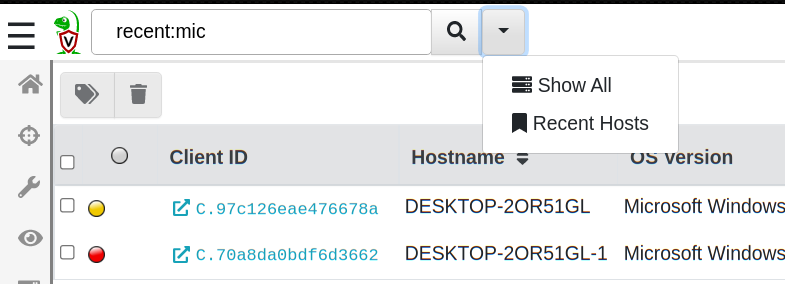 recent:mic
Show All
Recent Hosts
Client ID
Hostname
OS Version
C.97c126eae476678a
DESKTOP-2OR51GL
Microsoft Windows
C.70a8da0bdf6d3662
DESKTOP-2OR51GL-1
Microsoft Windows